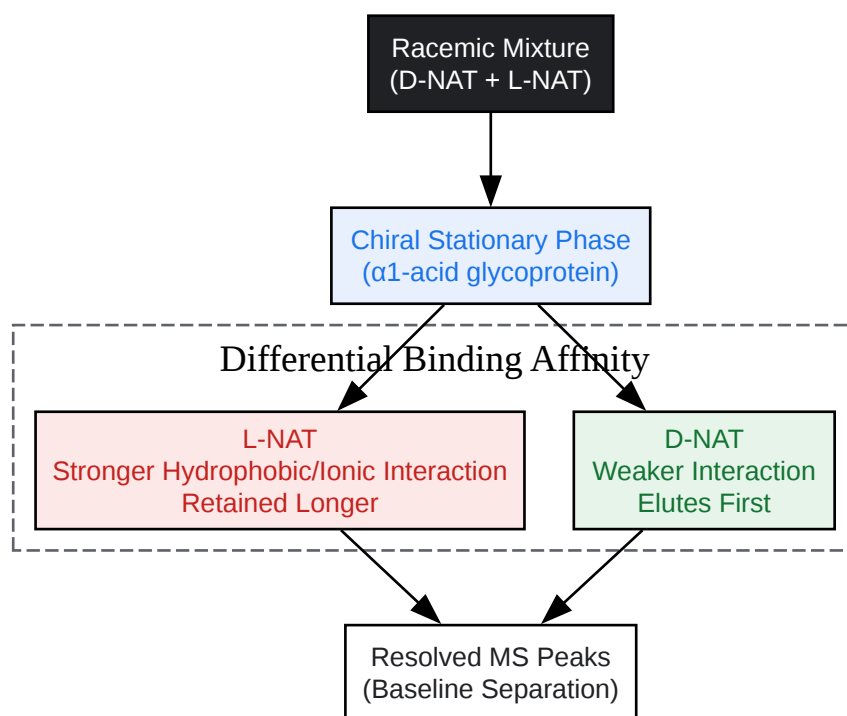 Racemic Mixture
(D-NAT + L-NAT)
Chiral Stationary Phase
(α1-acid glycoprotein)
Differential Binding Affinity
L-NAT
Stronger Hydrophobic/Ionic Interaction
Retained Longer
D-NAT
Weaker Interaction
Elutes First
Resolved MS Peaks
(Baseline Separation)